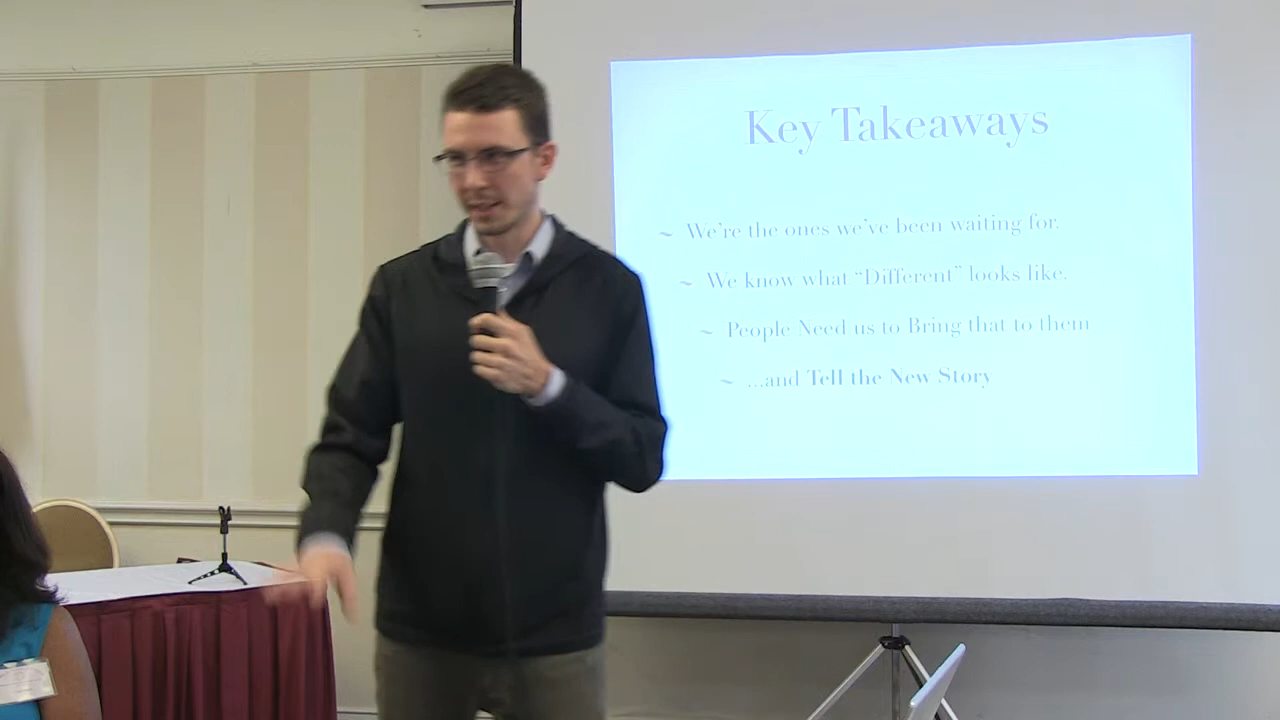 Key Takeaways
~ We're the ones we've been waiting for.
~ We know what “Different” looks like.
~ People Need us to Bring that to them
~ ...and Tell the New Story